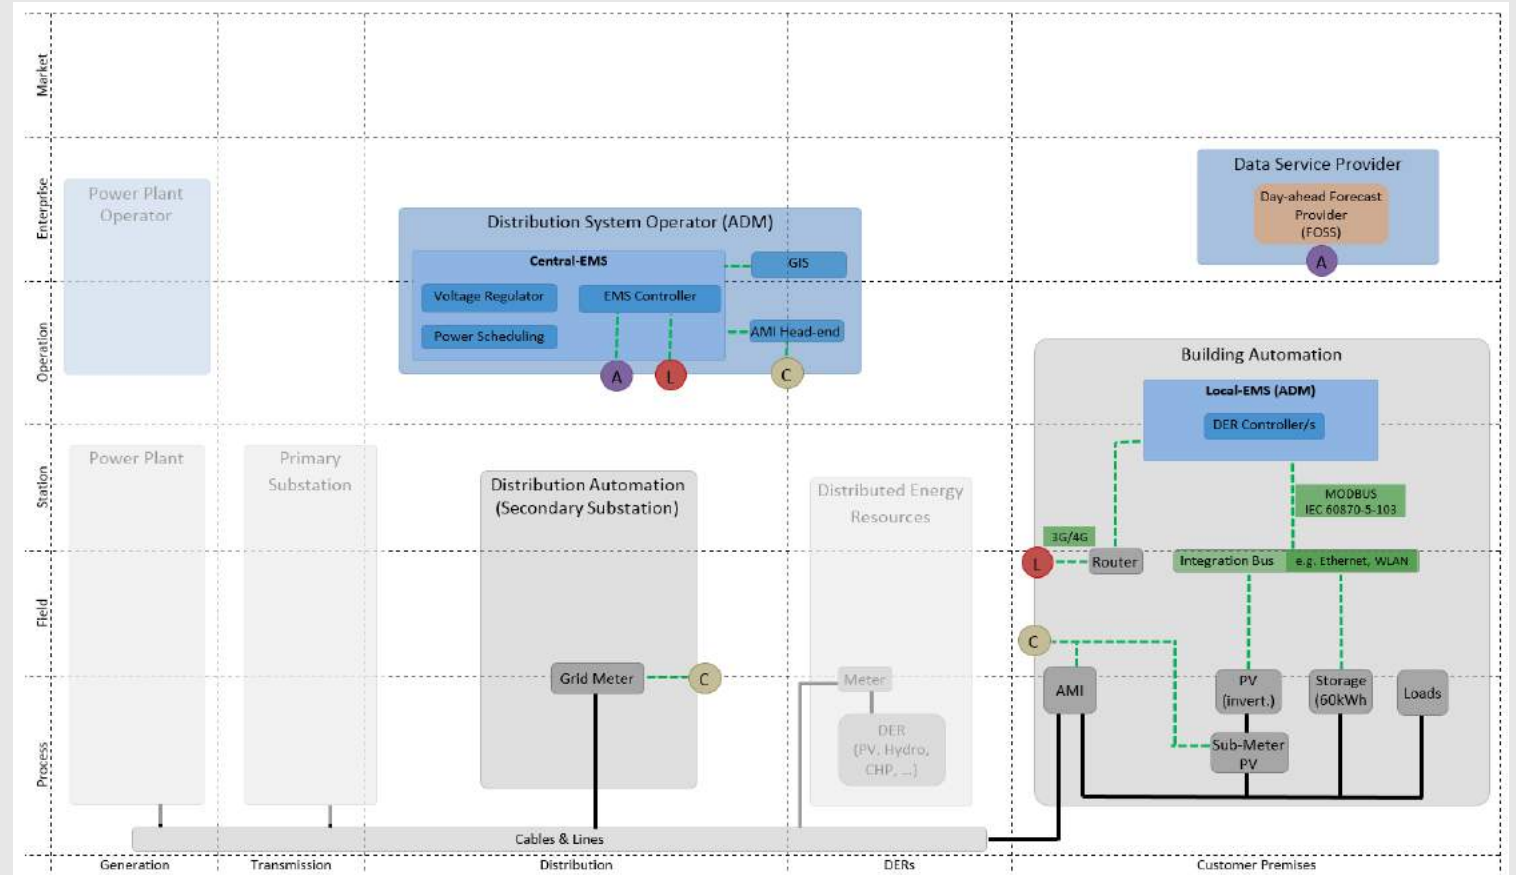 Market
Enterprise
Operation
Station
Field
Process
Power Plant
Operator
Distribution System Operator (ADM)
Central-EMS
GIS
Voltage Regulator
EMS Controller
Power Scheduling
AMI Head-end
A
L
C
Data Service Provider
Day-ahead Forecast
Provider
(FOSS)
A
Building Automation
Local-EMS (ADM)
DER Controller/s
MODBUS
IEC 60870-5-103
3G/4G
L
Router
Integration Bus
e.g. Ethernet, WLAN
C
AMI
PV
(invert.)
Storage
(60kWh
Loads
Sub-Meter
PV
Power Plant
Primary
Substation
Distribution Automation
(Secondary Substation)
Grid Meter
C
Distributed Energy
Resources
Meter
DER
(PV, Hydro,
CHP, ...)
Cables & Lines
Generation
Transmission
Distribution
DERs
Customer Premises